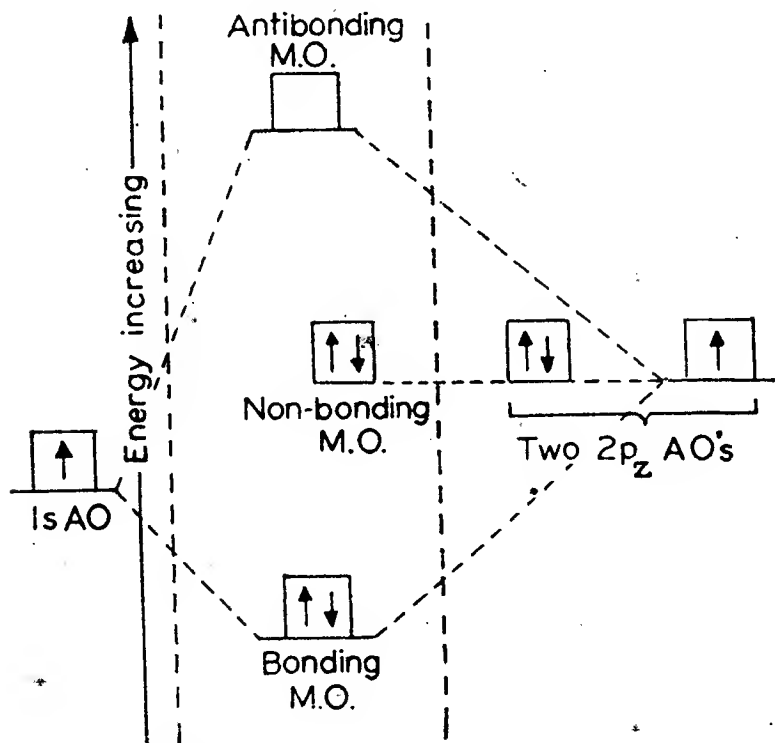 Antibonding
M.O.
Energy increasing
Non-bonding
M.O.
Two 2pz AO's
1s AO
Bonding
M.O.